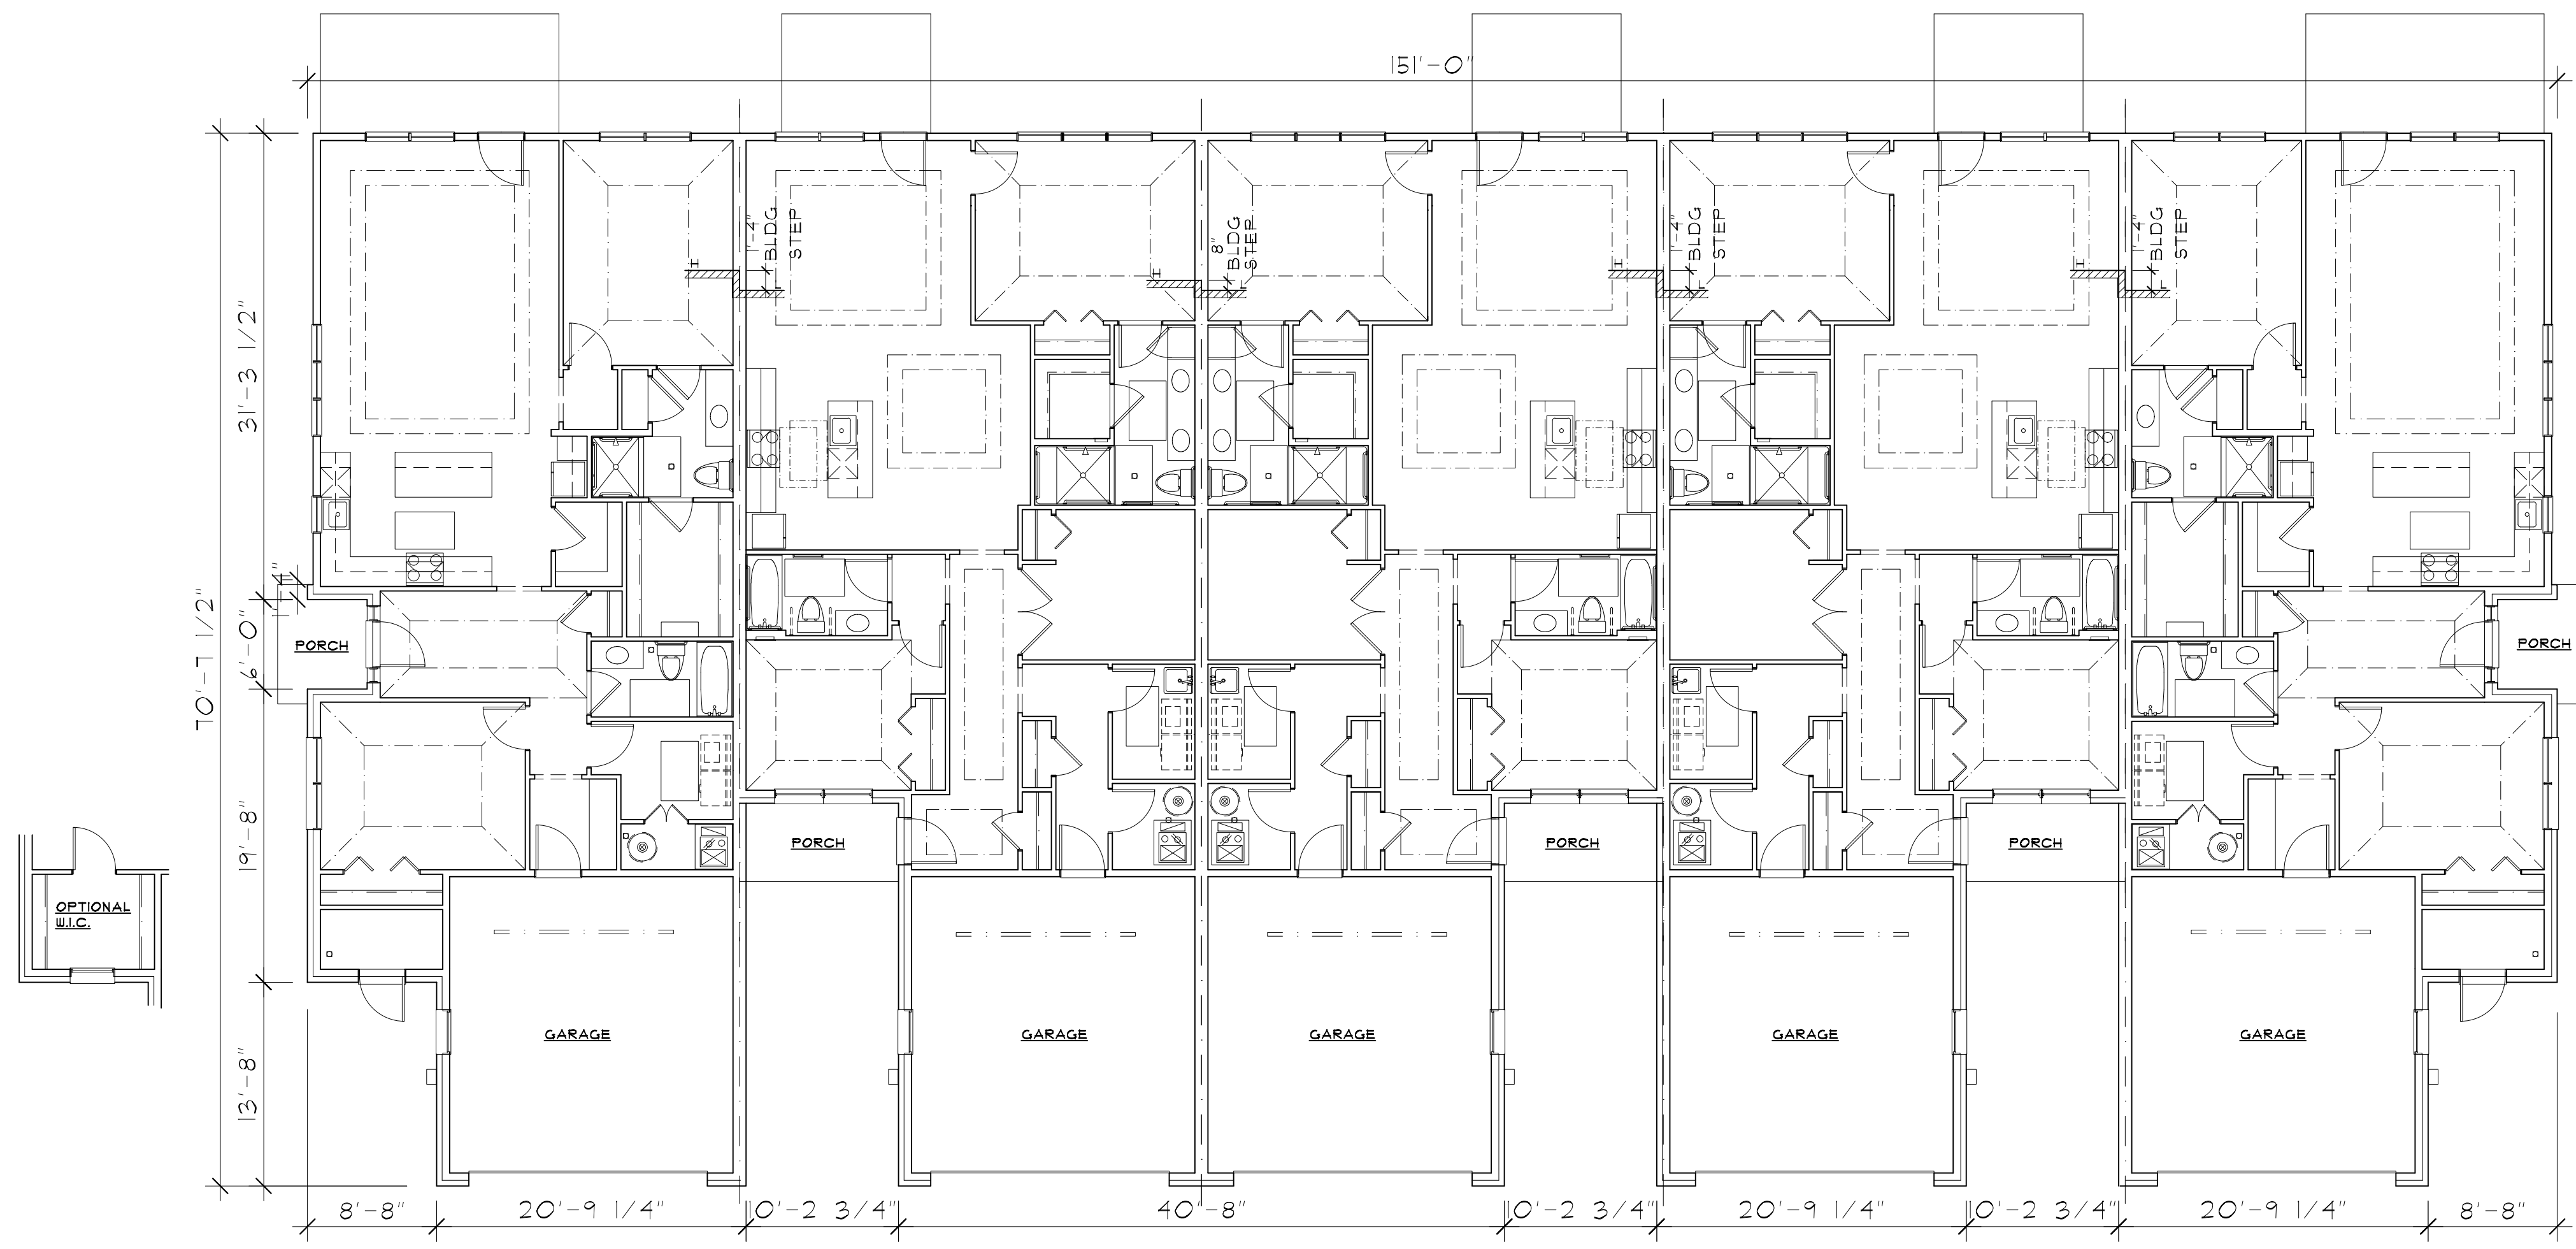 151'-0"
1'-4"
BLDG
STEP
8"
BLDG
STEP
1'-4"
BLDG
STEP
1'-4"
BLDG
STEP
H
L
H
L
H
L
H
L
31'-3 1/2"
70'-7 1/2"
6'-0"
19'-8"
13'-8"
PORCH
PORCH
PORCH
PORCH
PORCH
OPTIONAL
W.I.C.
GARAGE
GARAGE
GARAGE
GARAGE
GARAGE
8'-8"
20'-9 1/4"
10'-2 3/4"
40'-8"
10'-2 3/4"
20'-9 1/4"
10'-2 3/4"
20'-9 1/4"
8'-8"